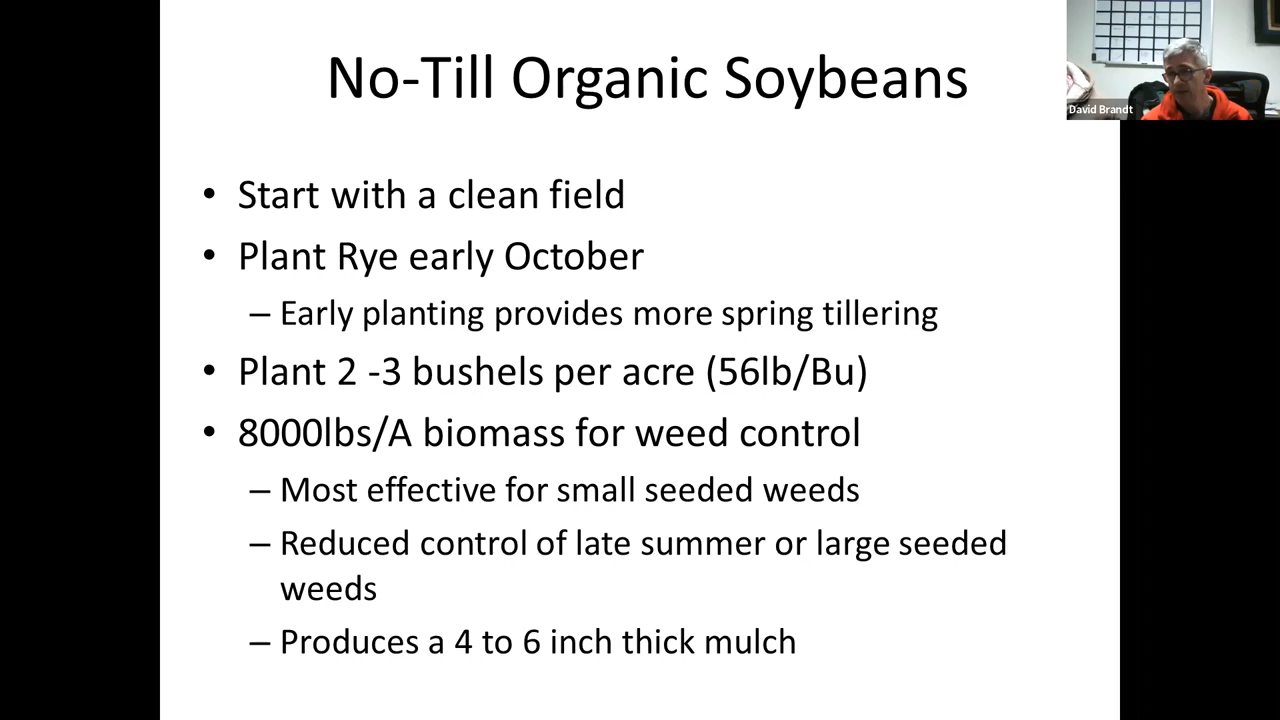 No-Till Organic Soybeans
David Brandt
• Start with a clean field
• Plant Rye early October
– Early planting provides more spring tillering
• Plant 2 -3 bushels per acre (56lb/Bu)
• 8000lbs/A biomass for weed control
– Most effective for small seeded weeds
– Reduced control of late summer or large seeded
weeds
– Produces a 4 to 6 inch thick mulch